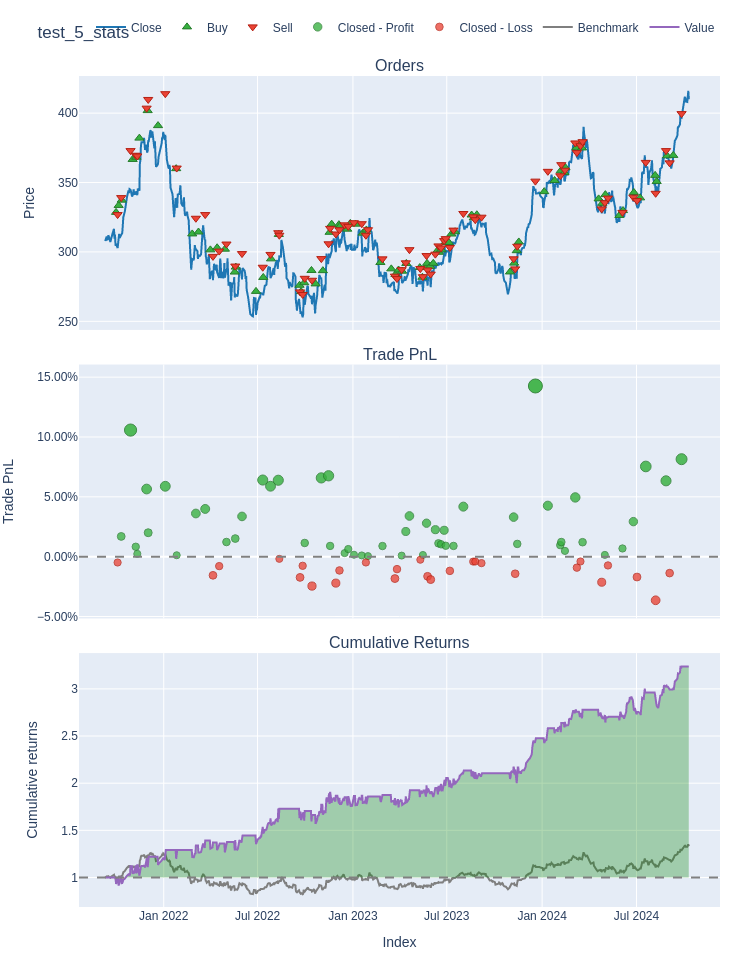 test_5_stats
Close Buy Sell Closed - Profit Closed - Loss Benchmark Value
Orders
400
350
300
250
Price
Trade PnL
15.00%
10.00%
5.00%
0.00%
−5.00%
Trade PnL
Cumulative Returns
3
2.5
2
1.5
1
Cumulative returns
Jan 2022 Jul 2022 Jan 2023 Jul 2023 Jan 2024 Jul 2024
Index